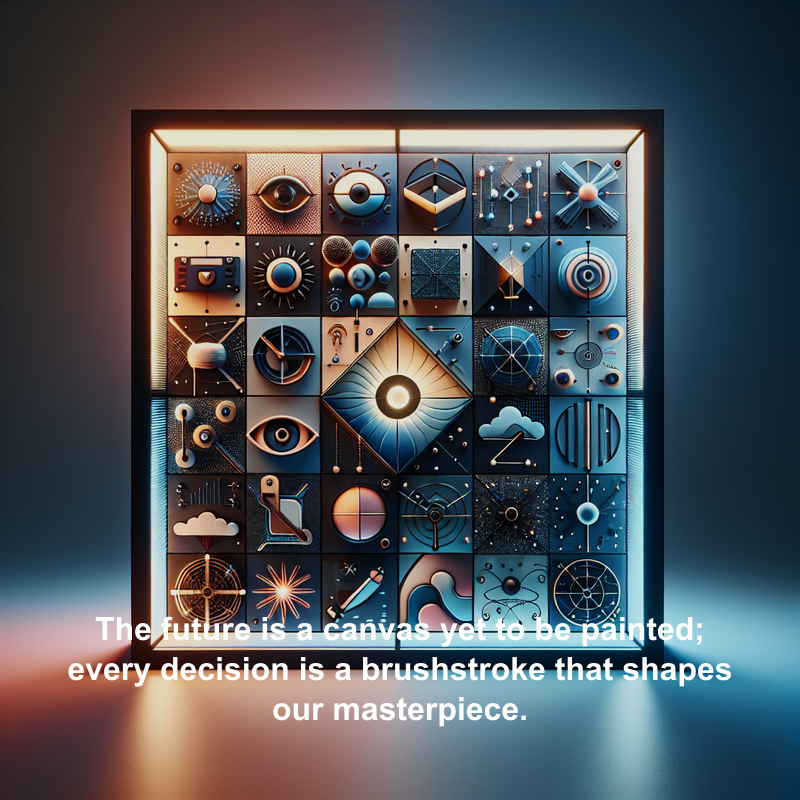 The future is a canvas yet to be painted;
every decision is a brushstroke that shapes
our masterpiece.